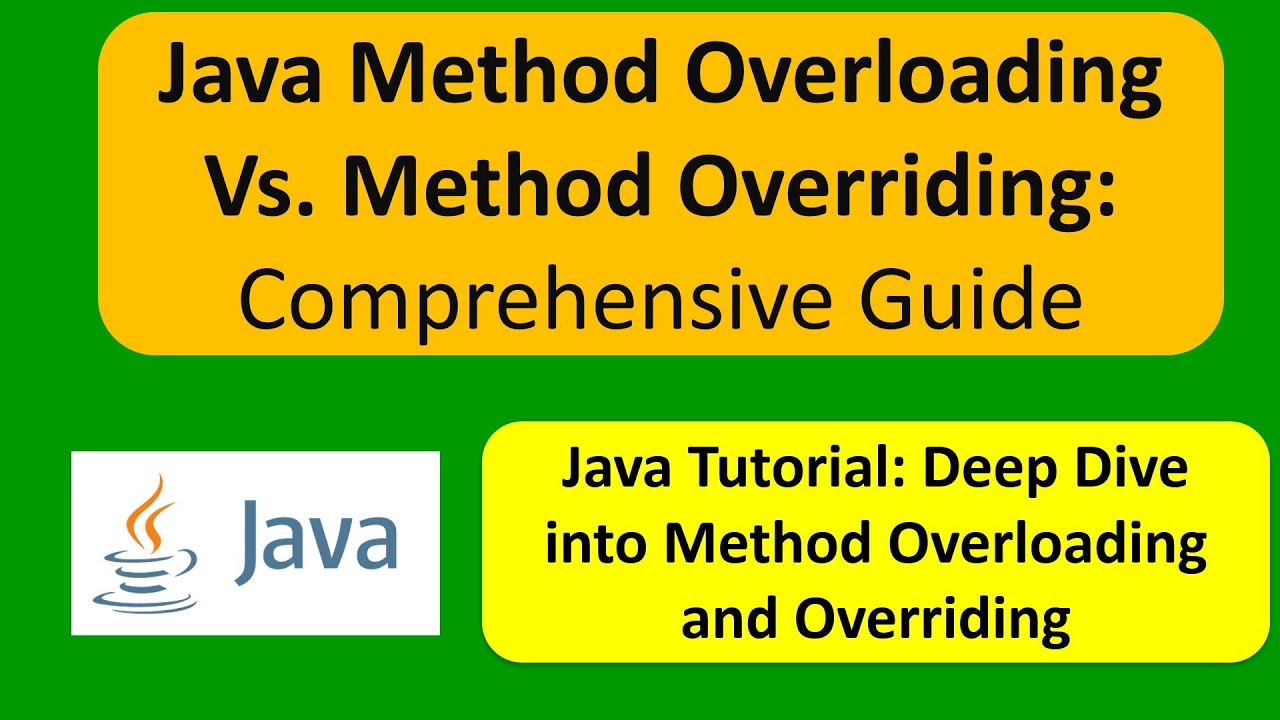 Java Method Overloading
Vs. Method Overriding:
Comprehensive Guide
Java
Java Tutorial: Deep Dive
into Method Overloading
and Overriding